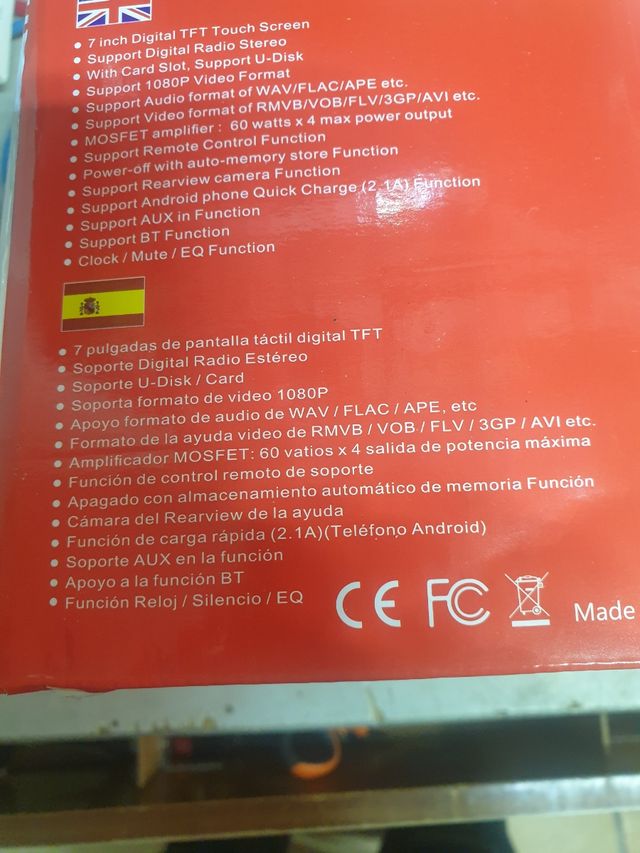 • 7 inch Digital TFT Touch Screen
• Support Digital Radio Stereo
• With Card Slot, Support U-Disk
• Support 1080P Video Format
• Support Audio format of WAV/FLAC/APE etc.
• Support Video format of RMVB/VOB/FLV/3GP/AVI etc.
• MOSFET amplifier : 60 watts x 4 max power output
• Support Remote Control Function
• Power-off with auto-memory store Function
• Support Rearview camera Function
• Support Android phone Quick Charge (2.1A) Function
• Support AUX in Function
• Support BT Function
• Clock / Mute / EQ Function
• 7 pulgadas de pantalla táctil digital TFT
• Soporte Digital Radio Estéreo
• Soporte U-Disk / Card
• Soporta formato de video 1080P
• Apoyo formato de audio de WAV / FLAC / APE, etc
• Formato de la ayuda video de RMVB / VOB / FLV / 3GP / AVI etc.
• Amplificador MOSFET: 60 vatios x 4 salida de potencia máxima
• Función de control remoto de soporte
• Apagado con almacenamiento automático de memoria Función
• Cámara del Rearview de la ayuda
• Función de carga rápida (2.1A)(Teléfono Android)
• Soporte AUX en la función
• Apoyo a la función BT
• Función Reloj / Silencio / EQ
CE FC Made